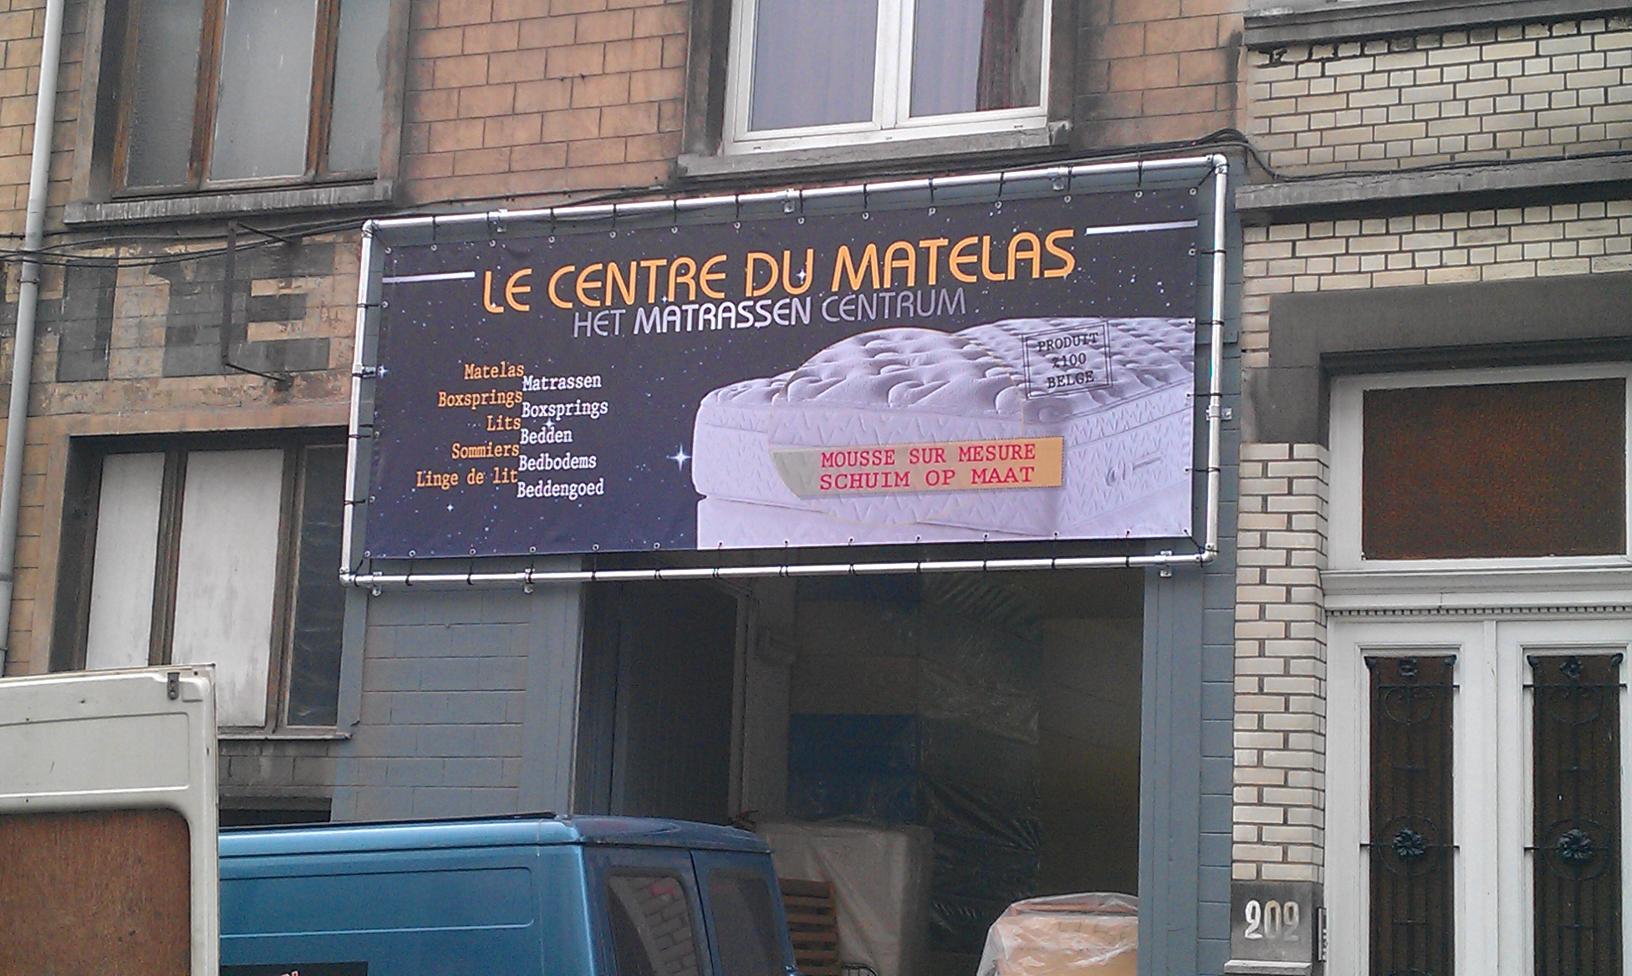 LE CENTRE DU MATELAS
HET MATRASSEN CENTRUM
Matelas
Matrassen
Boxsprings
Boxsprings
Lits
Bedden
Sommiers
Bedbodems
Linge de lit
Beddengoed
PRODUIT
%100
BELGE
MOUSSE SUR MESURE
SCHUIM OP MAAT
202